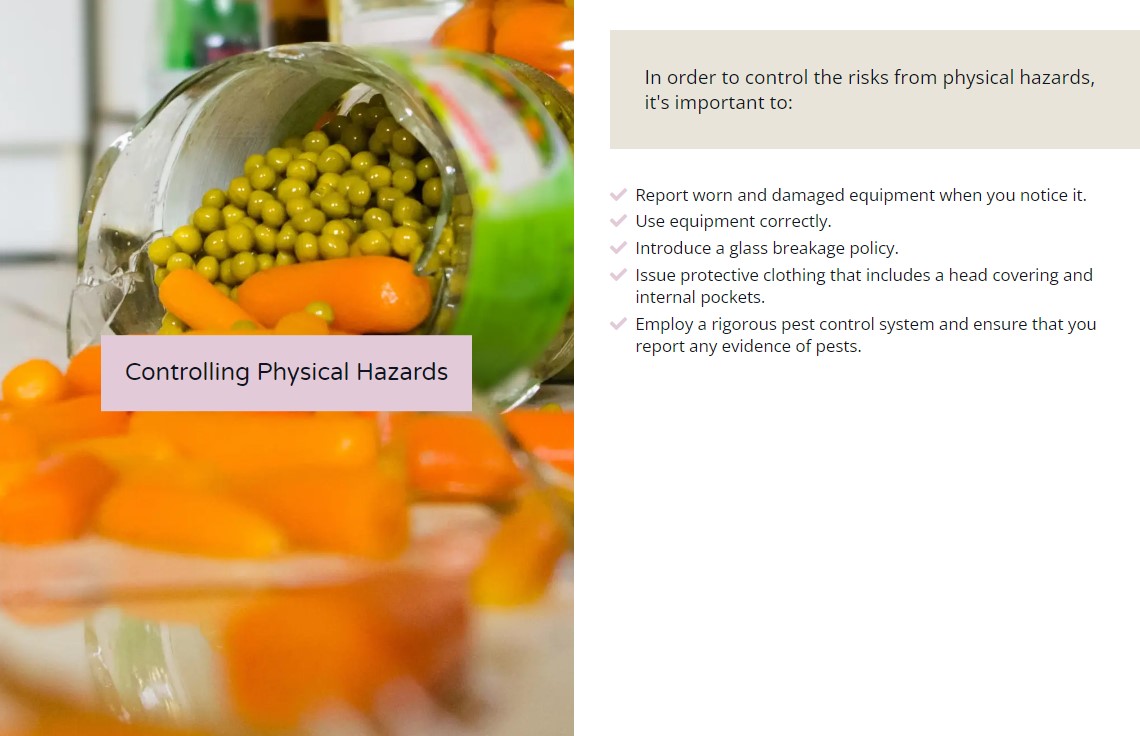 Controlling Physical Hazards
In order to control the risks from physical hazards,
it's important to:
Report worn and damaged equipment when you notice it.
Use equipment correctly.
Introduce a glass breakage policy.
Issue protective clothing that includes a head covering and
internal pockets.
Employ a rigorous pest control system and ensure that you
report any evidence of pests.